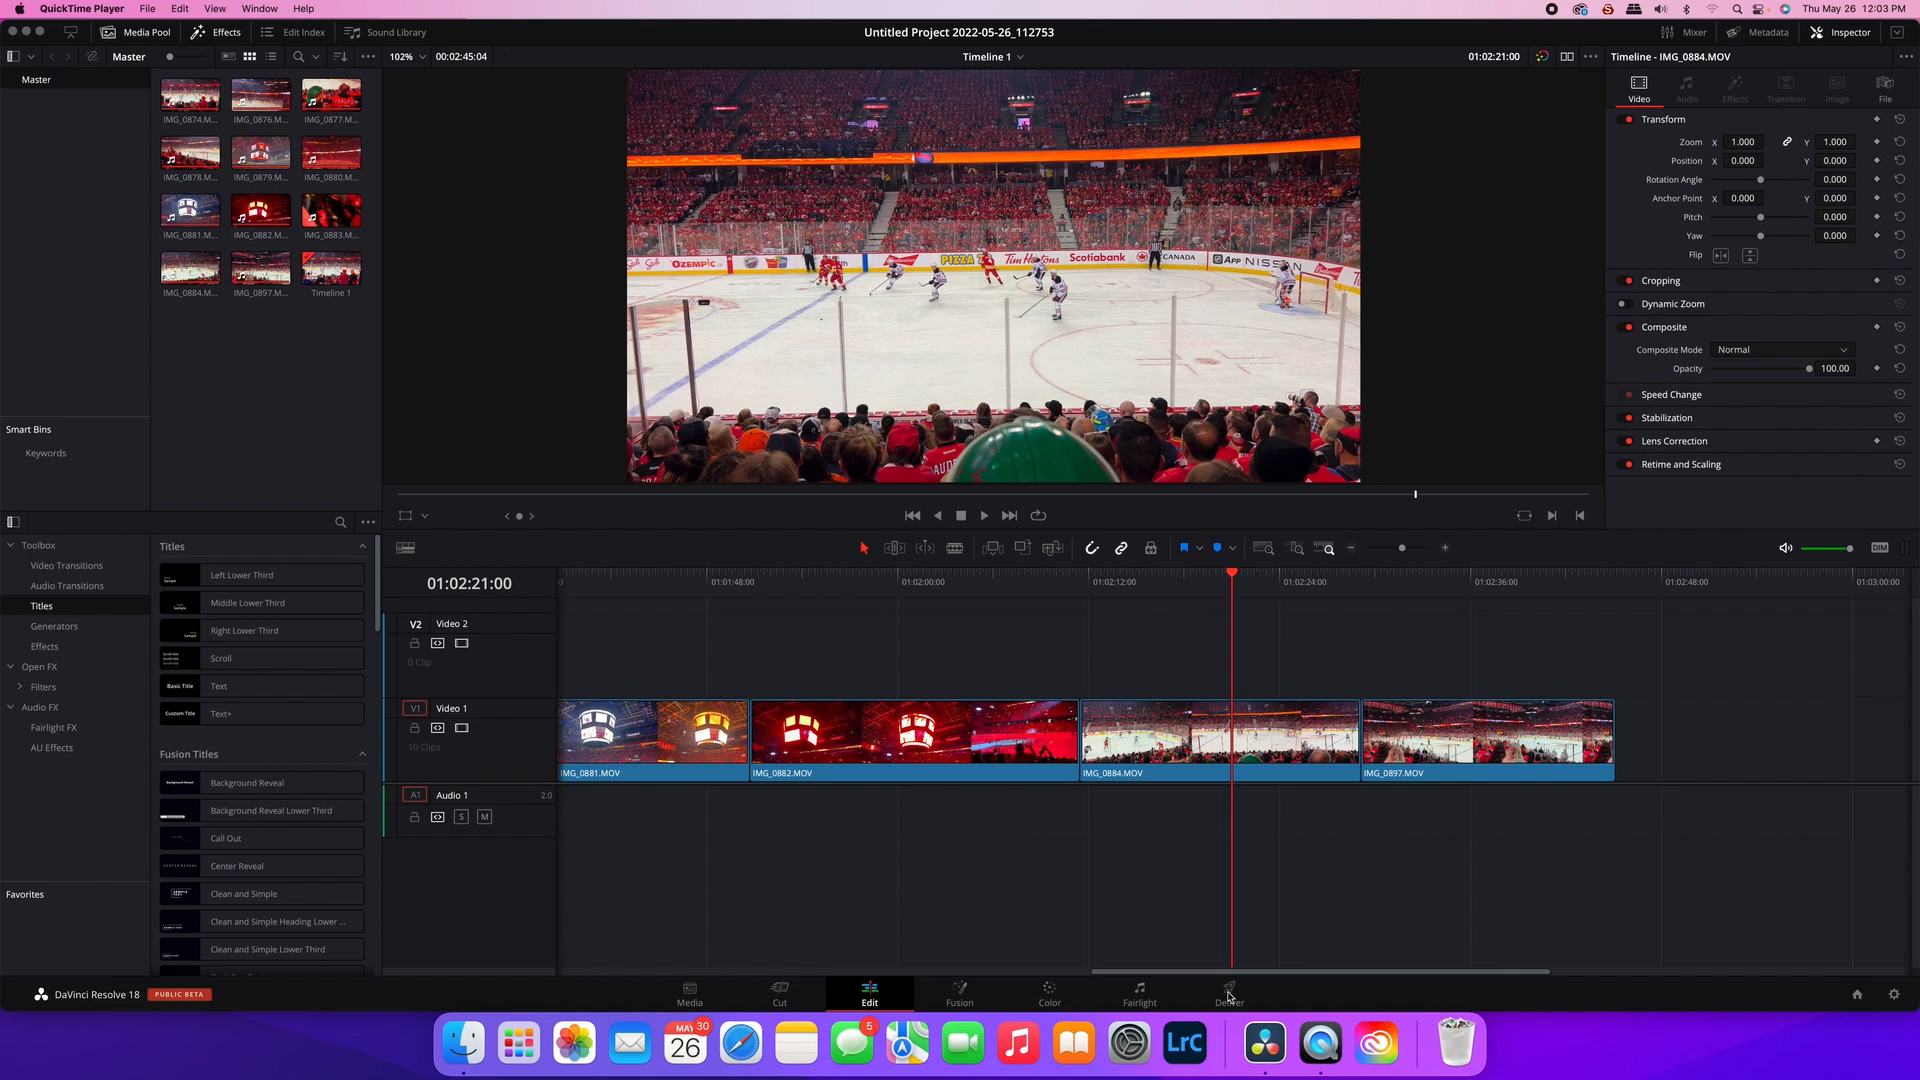 QuickTime Player File Edit View Window Help
Thu May 26 12:03 PM
Media Pool Effects Edit Index Sound Library
Untitled Project 2022-05-26_112753
Mixer Metadata Inspector
Master
102% 00:02:45:04
Timeline 1
01:02:21:00
Timeline - IMG_0884.MOV
Master
IMG_0874.M... IMG_0876.M... IMG_0877.M...
IMG_0878.M... IMG_0879.M... IMG_0880.M...
IMG_0881.M... IMG_0882.M... IMG_0883.M...
IMG_0884.M... IMG_0897.M... Timeline 1
Smart Bins
Keywords
OZEMPIC Budweiser PIZZA 7 Tim Hortons Scotiabank CANADA App NISSAN
Video Audio Effects Transition Image File
Transform
Zoom X 1.000 Y 1.000
Position X 0.000 Y 0.000
Rotation Angle 0.000
Anchor Point X 0.000 Y 0.000
Pitch 0.000
Yaw 0.000
Flip
Cropping
Dynamic Zoom
Composite
Composite Mode Normal
Opacity 100.00
Speed Change
Stabilization
Lens Correction
Retime and Scaling
Toolbox
Video Transitions
Audio Transitions
Titles
Generators
Effects
Open FX
Filters
Audio FX
Fairlight FX
AU Effects
Favorites
Titles
Left Lower Third
Middle Lower Third
Right Lower Third
Scroll
Basic Title Text
Custom Title Text+
Fusion Titles
Background Reveal
Background Reveal Lower Third
Call Out
Center Reveal
Clean and Simple
Clean and Simple Heading Lower ...
Clean and Simple Lower Third
DIM
01:02:21:00
01:01:48:00 01:02:00:00 01:02:12:00 01:02:24:00 01:02:36:00 01:02:48:00 01:03:00:00
V2 Video 2
0 Clip
V1 Video 1
10 Clips
IMG_0881.MOV IMG_0882.MOV IMG_0884.MOV IMG_0897.MOV
A1 Audio 1 2.0
S M
DaVinci Resolve 18 PUBLIC BETA
Media Cut Edit Fusion Color Fairlight Deliver
MAY 30
26
5
LrC